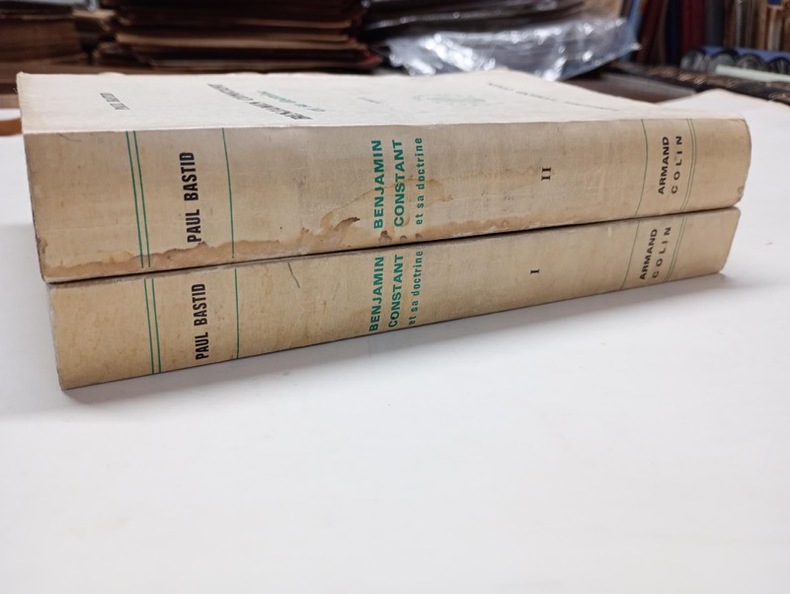 PAUL BASTID
BENJAMIN
CONSTANT
et sa doctrine
II
ARMAND
COLIN
PAUL BASTID
BENJAMIN
CONSTANT
et sa doctrine
I
ARMAND
COLIN